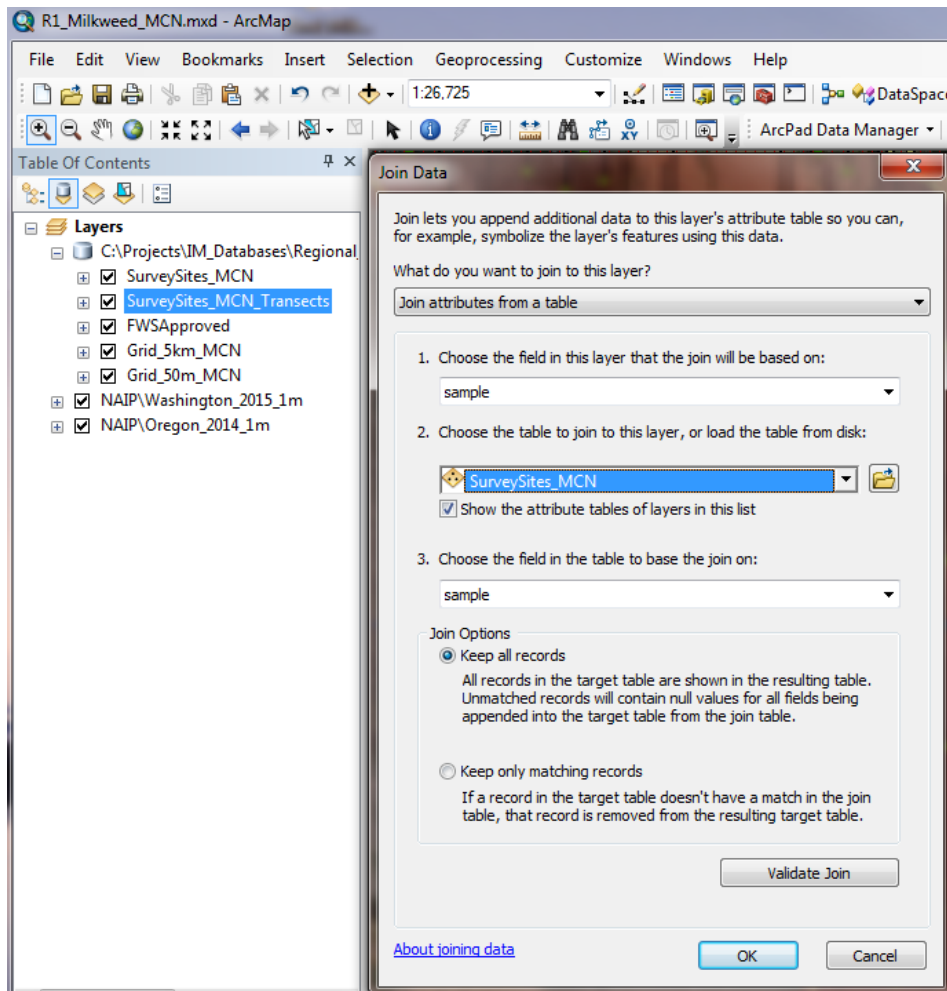 R1_Milkweed_MCN.mxd - ArcMap
File Edit View Bookmarks Insert Selection Geoprocessing Customize Windows Help
1:26,725
DataSpace
ArcPad Data Manager
Table Of Contents
Layers
C:\Projects\IM_Databases\Regional_
SurveySites_MCN
SurveySites_MCN_Transects
FWSApproved
Grid_5km_MCN
Grid_50m_MCN
NAIP\Washington_2015_1m
NAIP\Oregon_2014_1m
Join Data
Join lets you append additional data to this layer's attribute table so you can,
for example, symbolize the layer's features using this data.
What do you want to join to this layer?
Join attributes from a table
1. Choose the field in this layer that the join will be based on:
sample
2. Choose the table to join to this layer, or load the table from disk:
SurveySites_MCN
Show the attribute tables of layers in this list
3. Choose the field in the table to base the join on:
sample
Join Options
Keep all records
All records in the target table are shown in the resulting table.
Unmatched records will contain null values for all fields being
appended into the target table from the join table.
Keep only matching records
If a record in the target table doesn't have a match in the join
table, that record is removed from the resulting target table.
Validate Join
About joining data
OK Cancel